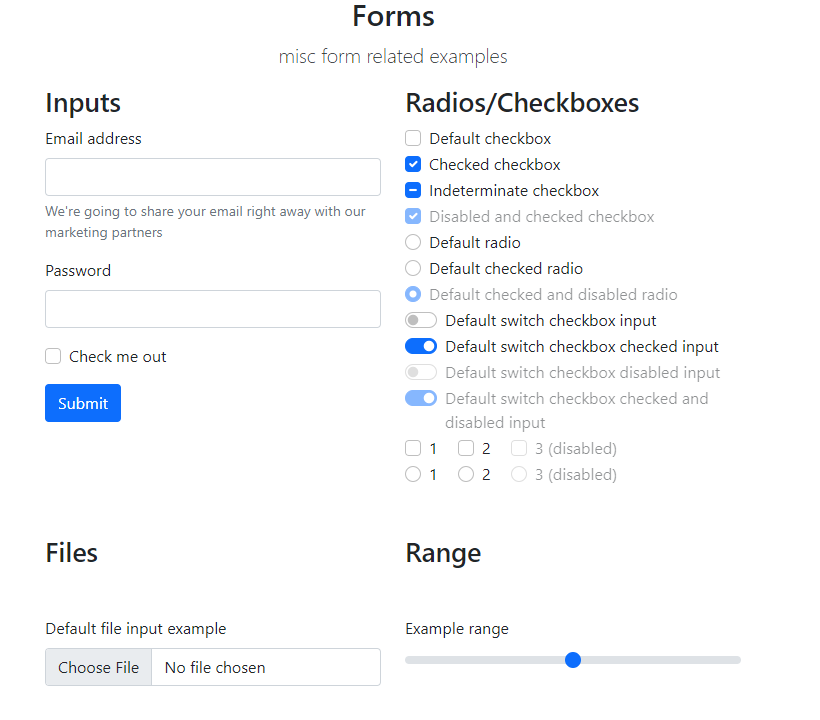 Forms
misc form related examples
Inputs
Email address
We're going to share your email right away with our
marketing partners
Password
Check me out
Submit
Radios/Checkboxes
Default checkbox
Checked checkbox
Indeterminate checkbox
Disabled and checked checkbox
Default radio
Default checked radio
Default checked and disabled radio
Default switch checkbox input
Default switch checkbox checked input
Default switch checkbox disabled input
Default switch checkbox checked and
disabled input
1 2 3 (disabled)
1 2 3 (disabled)
Files
Default file input example
Choose File No file chosen
Range
Example range